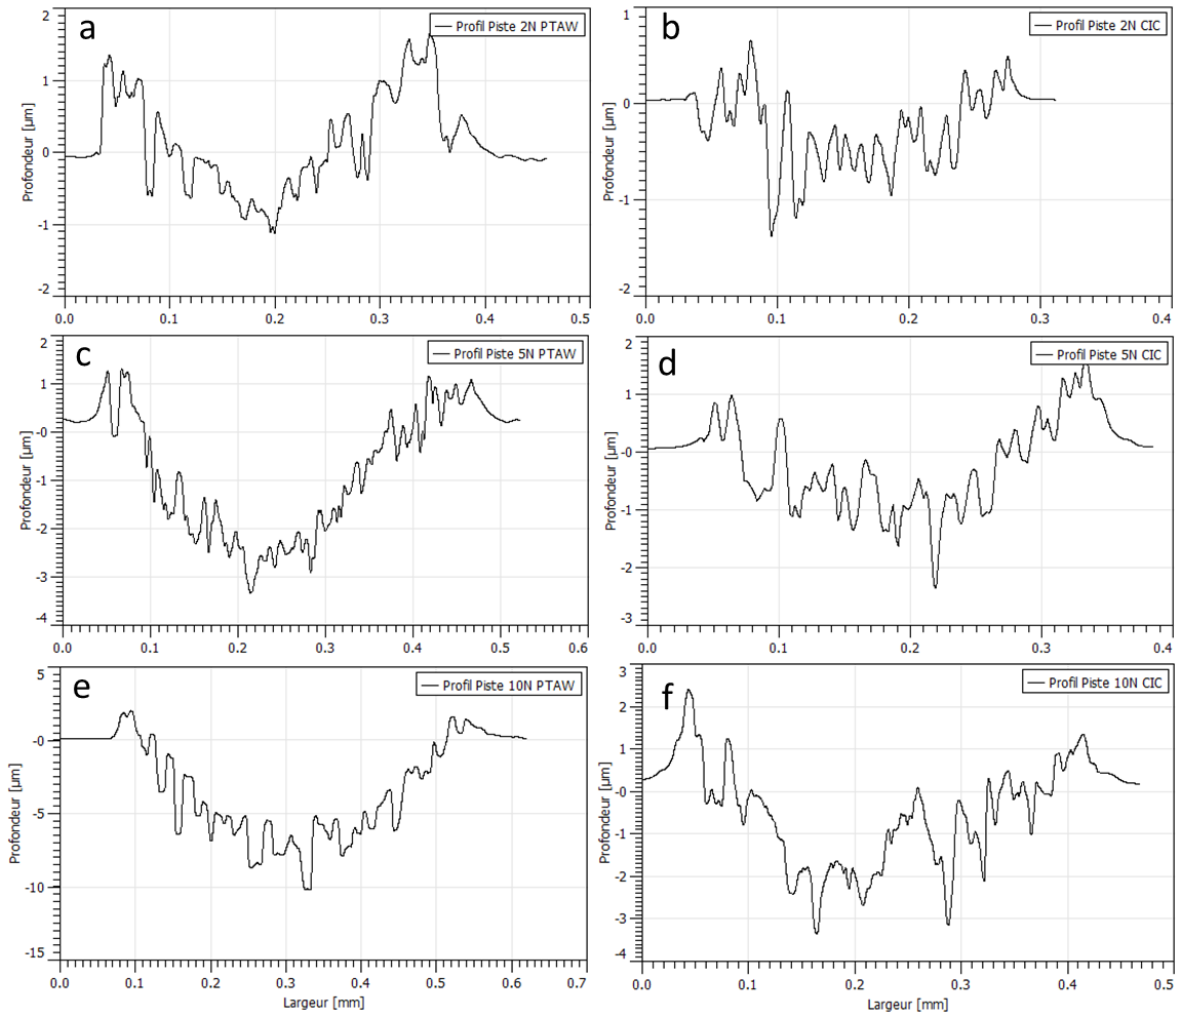 a
Profil Piste 2N PTAW
2
1
0
-1
-2
Profondeur [µm]
0.0 0.1 0.2 0.3 0.4 0.5
b
Profil Piste 2N CIC
1
0
-1
-2
Profondeur [µm]
0.0 0.1 0.2 0.3 0.4
c
Profil Piste 5N PTAW
2
1
-0
-1
-2
-3
-4
Profondeur [µm]
0.0 0.1 0.2 0.3 0.4 0.5 0.6
d
Profil Piste 5N CIC
2
1
-0
-1
-2
-3
Profondeur [µm]
0.0 0.1 0.2 0.3 0.4
e
Profil Piste 10N PTAW
5
-0
-5
-10
-15
Profondeur [µm]
0.0 0.1 0.2 0.3 0.4 0.5 0.6 0.7
Largeur [mm]
f
Profil Piste 10N CIC
3
2
1
-0
-1
-2
-3
-4
Profondeur [µm]
0.0 0.1 0.2 0.3 0.4 0.5
Largeur [mm]